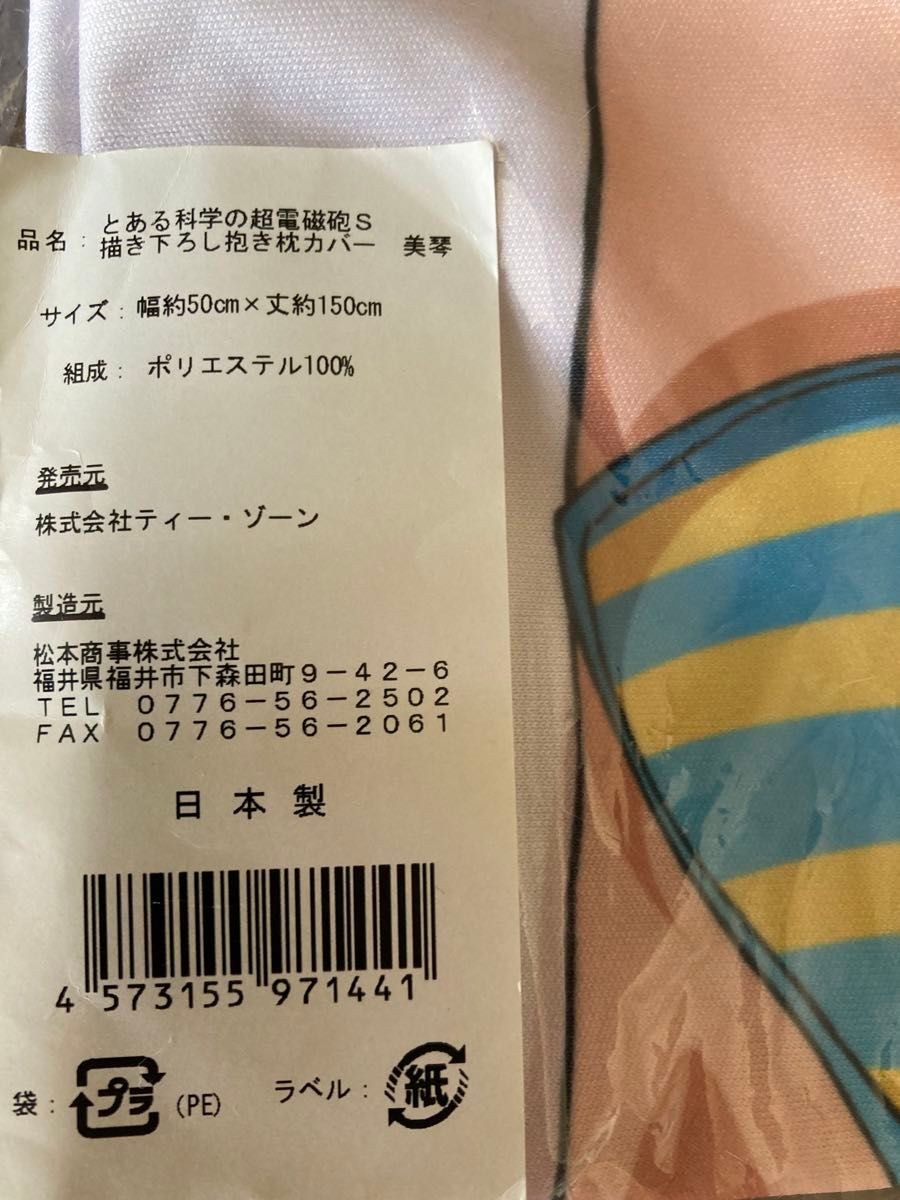 品名：とある科学の超電磁砲Ｓ
描き下ろし抱き枕カバー　美琴
サイズ：幅約50cm×丈約150cm
組成：ポリエステル100%
発売元
株式会社ティー・ゾーン
製造元
松本商事株式会社
福井県福井市下森田町９－４２－６
ＴＥＬ　０７７６－５６－２５０２
ＦＡＸ　０７７６－５６－２０６１
日本製
4 573155 971441
袋：プラ(PE)　ラベル：紙